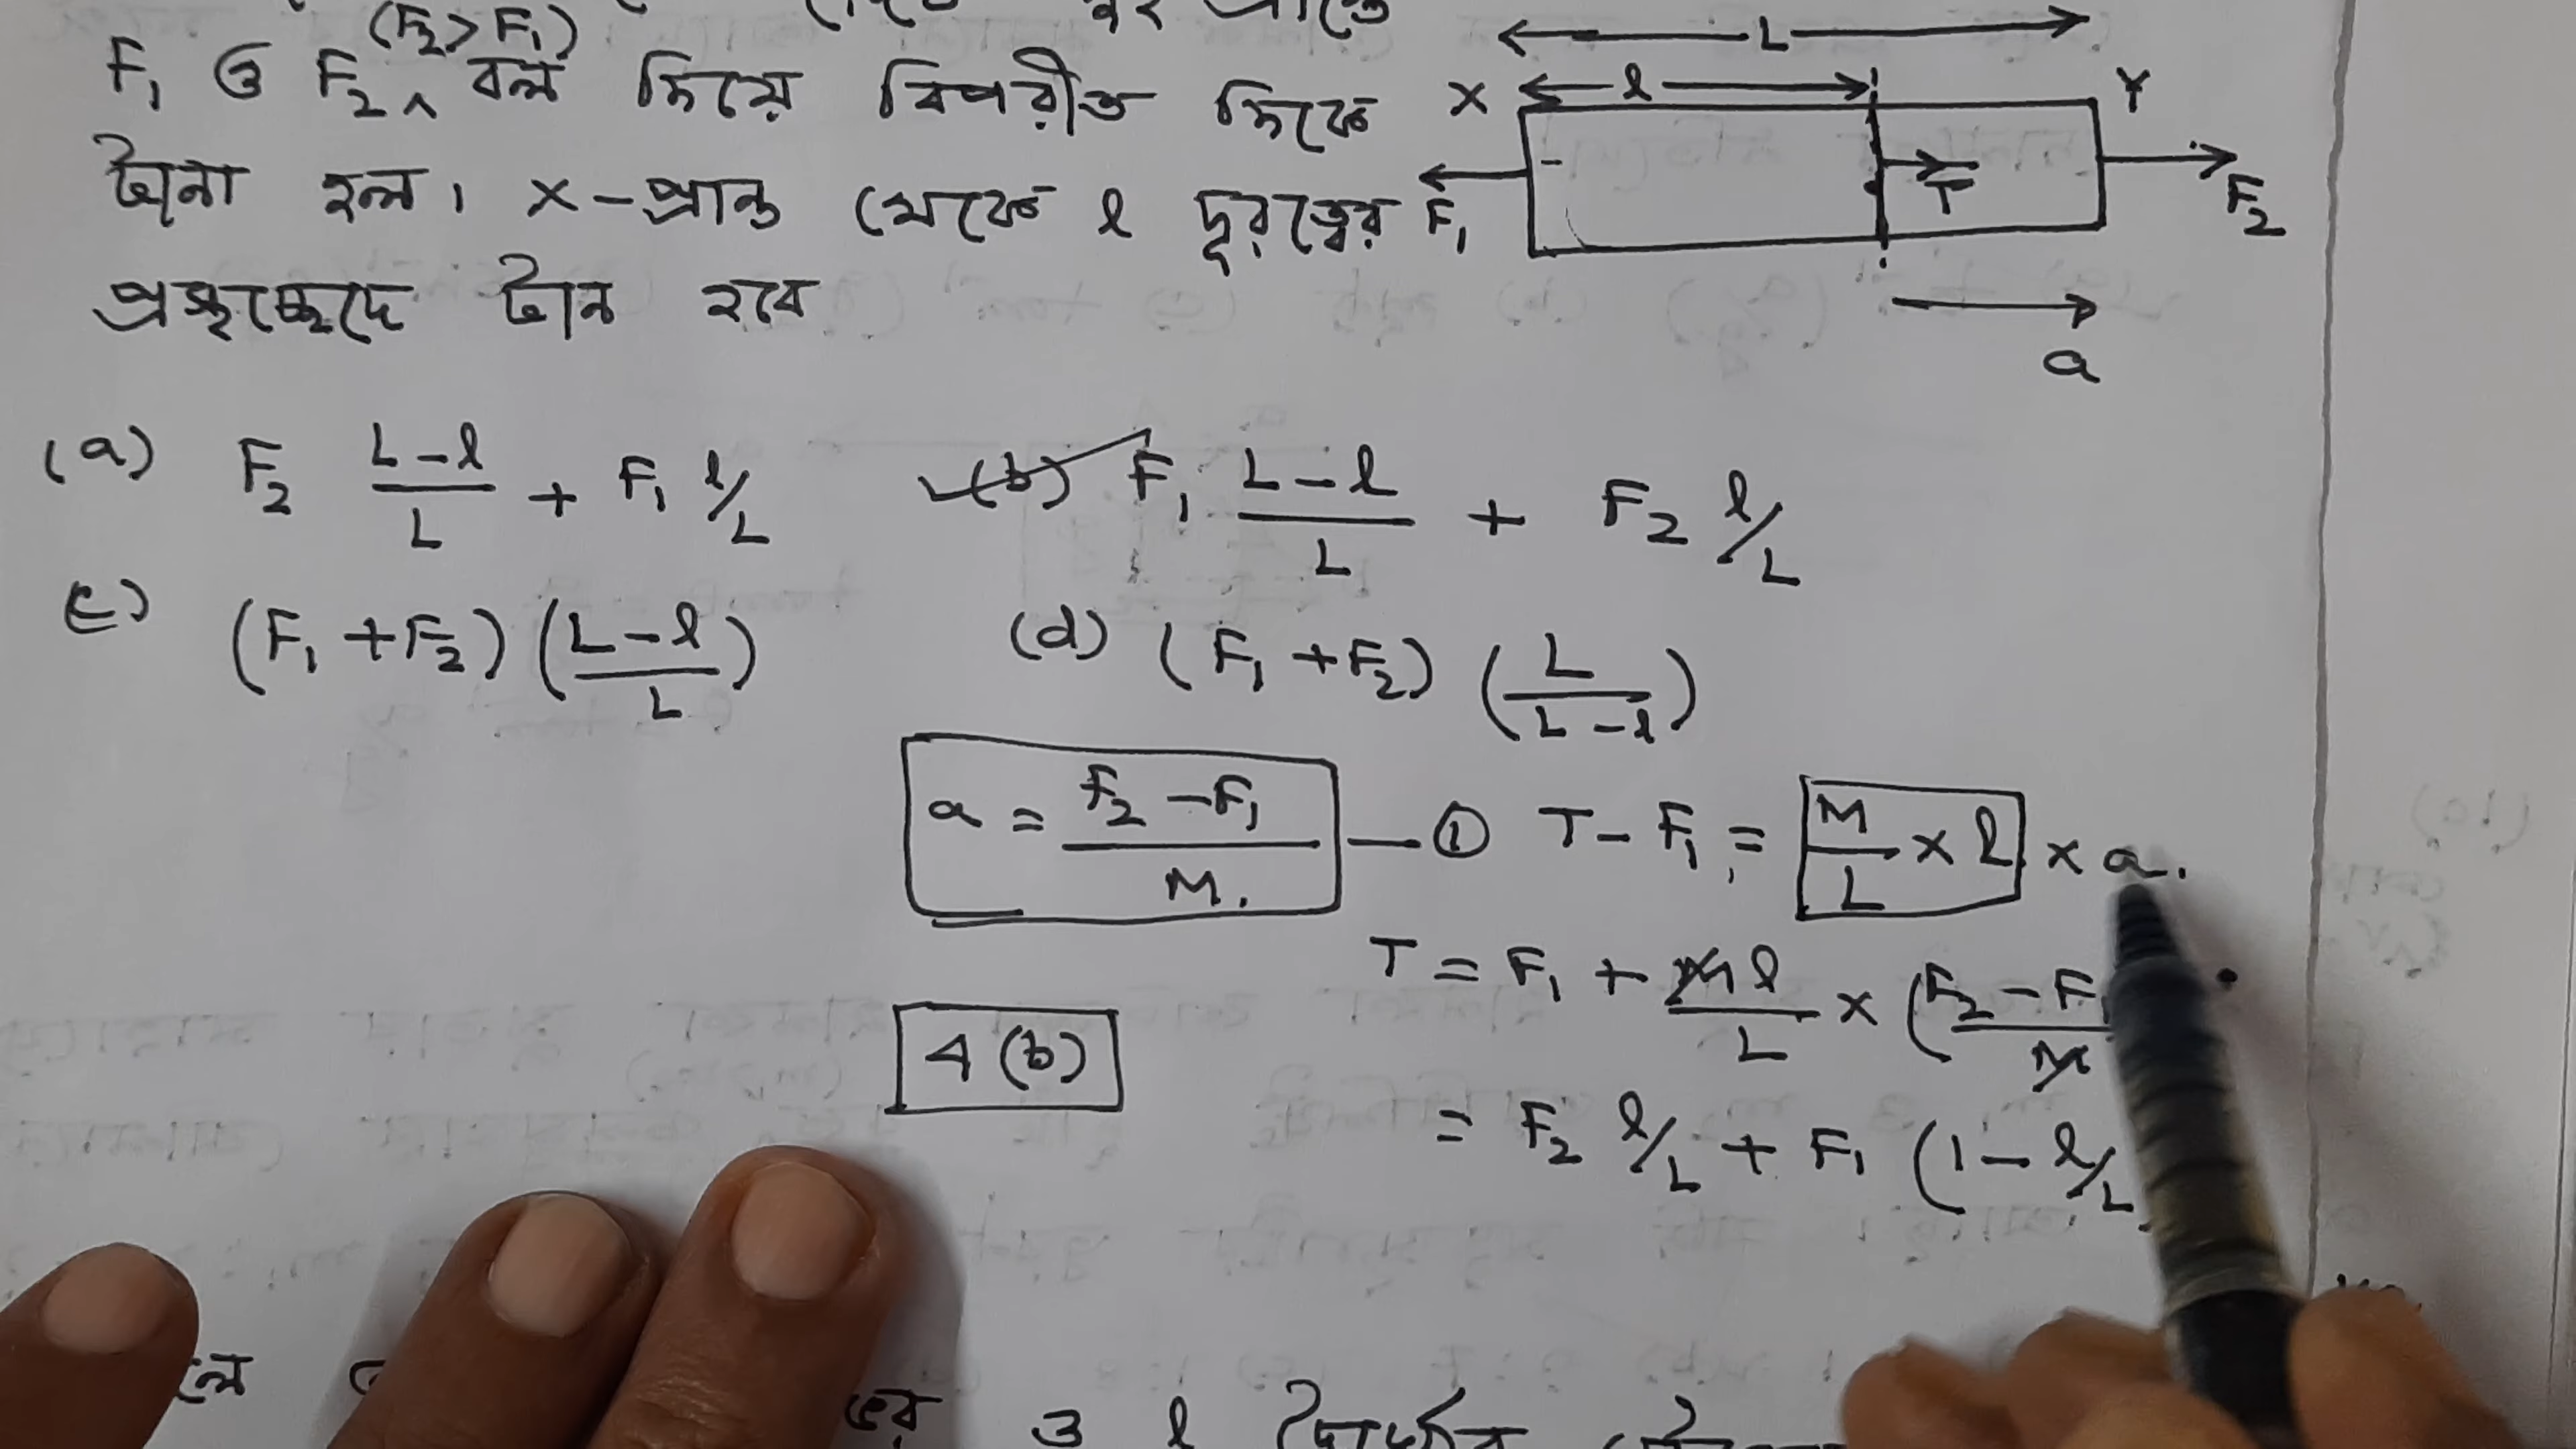 (F₂ > F₁)
F₁ ও F₂ ^ বল দিয়ে বিপরীত দিকে
টানা হল। X-প্রান্ত থেকে l দূরত্বের
প্রস্থচ্ছেদে টান হবে
L
X l Y
F₁ T F₂
a
(a) F₂ (L-l)/L + F₁ l/L
(b) F₁ (L-l)/L + F₂ l/L
(c) (F₁ + F₂) ((L-l)/L)
(d) (F₁ + F₂) (L/(L-l))
a = (F₂ - F₁)/M. — ① T - F₁ = M/L × l × a.
T = F₁ + Ml/L × (F₂ - F₁/M
4 (b)
= F₂ l/L + F₁ (1 - l/L
ও l